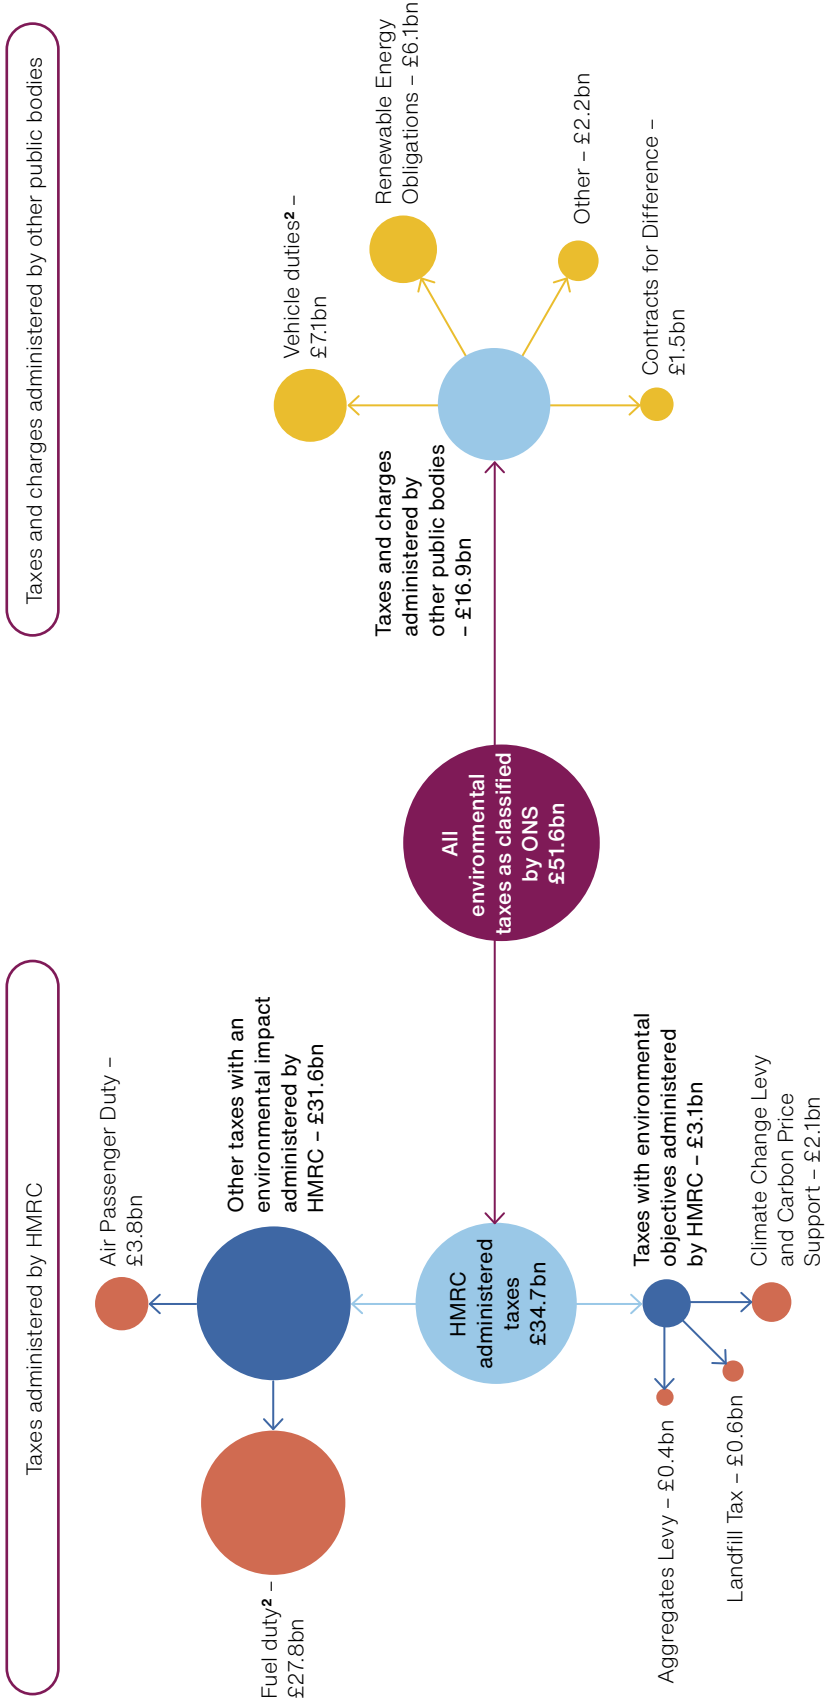 Taxes administered by HMRC
Taxes and charges administered by other public bodies
Air Passenger Duty –
£3.8bn
Fuel duty² –
£27.8bn
Other taxes with an
environmental impact
administered by
HMRC – £31.6bn
HMRC
administered
taxes
£34.7bn
Taxes with environmental
objectives administered
by HMRC – £3.1bn
Aggregates Levy – £0.4bn
Landfill Tax – £0.6bn
Climate Change Levy
and Carbon Price
Support – £2.1bn
All
environmental
taxes as classified
by ONS
£51.6bn
Taxes and charges
administered by
other public bodies
– £16.9bn
Vehicle duties² –
£7.1bn
Renewable Energy
Obligations – £6.1bn
Other – £2.2bn
Contracts for Difference –
£1.5bn